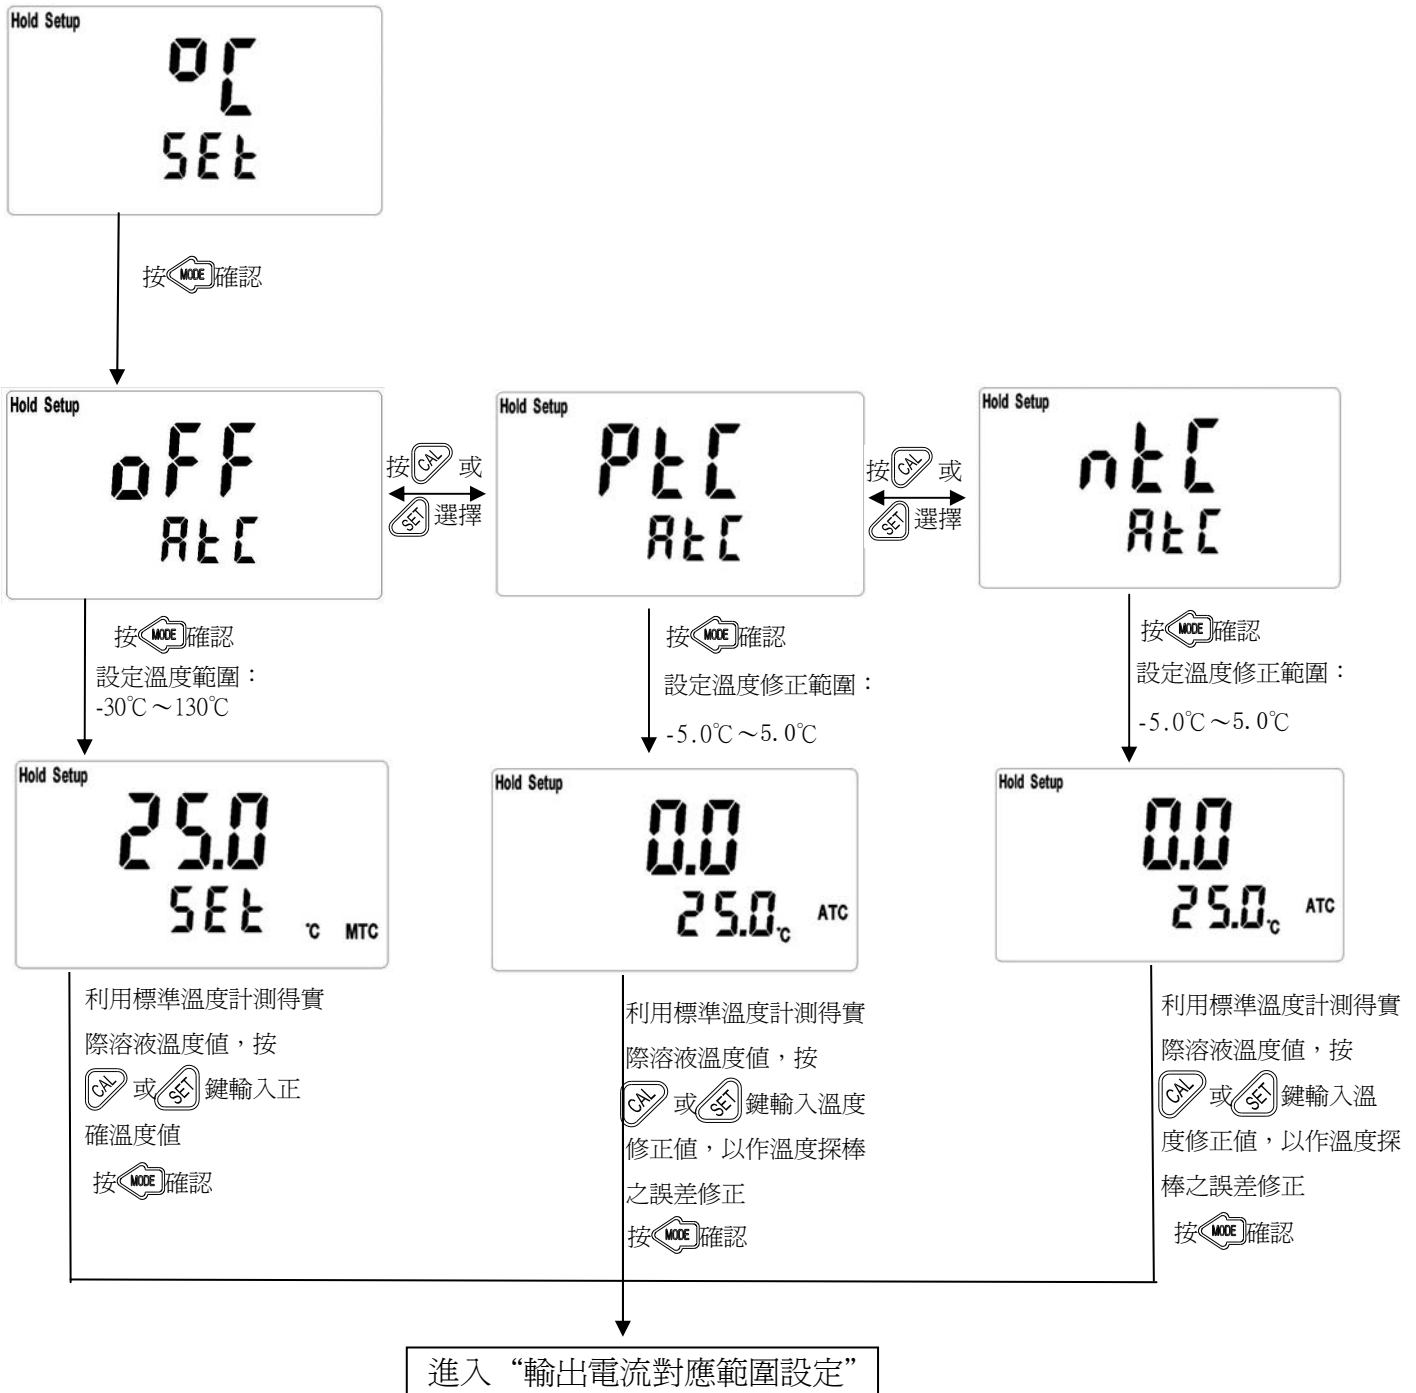 Hold Setup
℃
SEt
按MODE確認
Hold Setup
oFF
AtC
按CAL或
SET選擇
Hold Setup
PtC
AtC
按CAL或
SET選擇
Hold Setup
ntC
AtC
按MODE確認
設定溫度範圍：
-30℃～130℃
按MODE確認
設定溫度修正範圍：
-5.0℃～5.0℃
按MODE確認
設定溫度修正範圍：
-5.0℃～5.0℃
Hold Setup
25.0
SEt ℃ MTC
Hold Setup
0.0
25.0℃ ATC
Hold Setup
0.0
25.0℃ ATC
利用標準溫度計測得實
際溶液溫度值，按
CAL或SET鍵輸入正
確溫度值
按MODE確認
利用標準溫度計測得實
際溶液溫度值，按
CAL或SET鍵輸入溫度
修正值，以作溫度探棒
之誤差修正
按MODE確認
利用標準溫度計測得實
際溶液溫度值，按
CAL或SET鍵輸入溫
度修正值，以作溫度探
棒之誤差修正
按MODE確認
進入“輸出電流對應範圍設定”